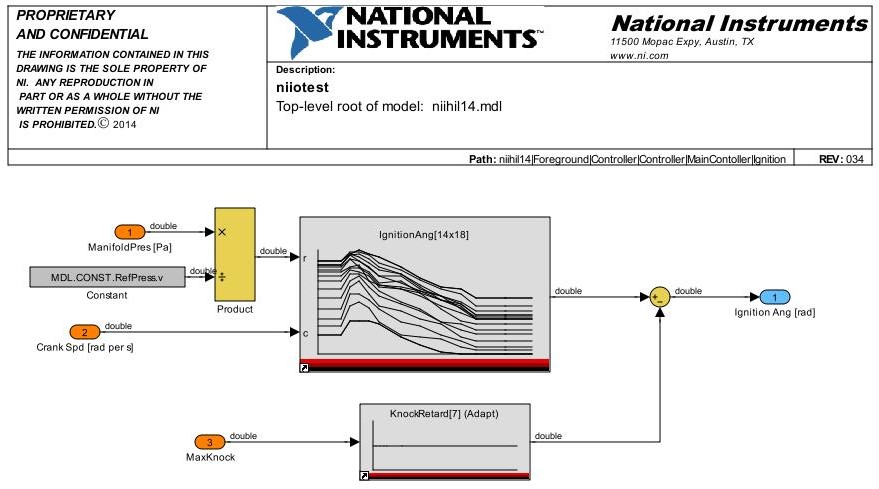 PROPRIETARY
AND CONFIDENTIAL
THE INFORMATION CONTAINED IN THIS
DRAWING IS THE SOLE PROPERTY OF
NI. ANY REPRODUCTION IN
PART OR AS A WHOLE WITHOUT THE
WRITTEN PERMISSION OF NI
IS PROHIBITED.© 2014
NATIONAL
INSTRUMENTS™
National Instruments
11500 Mopac Expy, Austin, TX
www.ni.com
Description:
niiotest
Top-level root of model: niihil14.mdl
Path: niihil14|Foreground|Controller|Controller|MainContoller|Ignition
REV: 034
1
double
ManifoldPres [Pa]
×
MDL.CONST.RefPress.v
double
÷
Constant
Product
double
2
double
Crank Spd [rad per s]
IgnitionAng[14x18]
r
c
double
+
−
double
1
Ignition Ang [rad]
3
double
MaxKnock
KnockRetard[7] (Adapt)
double